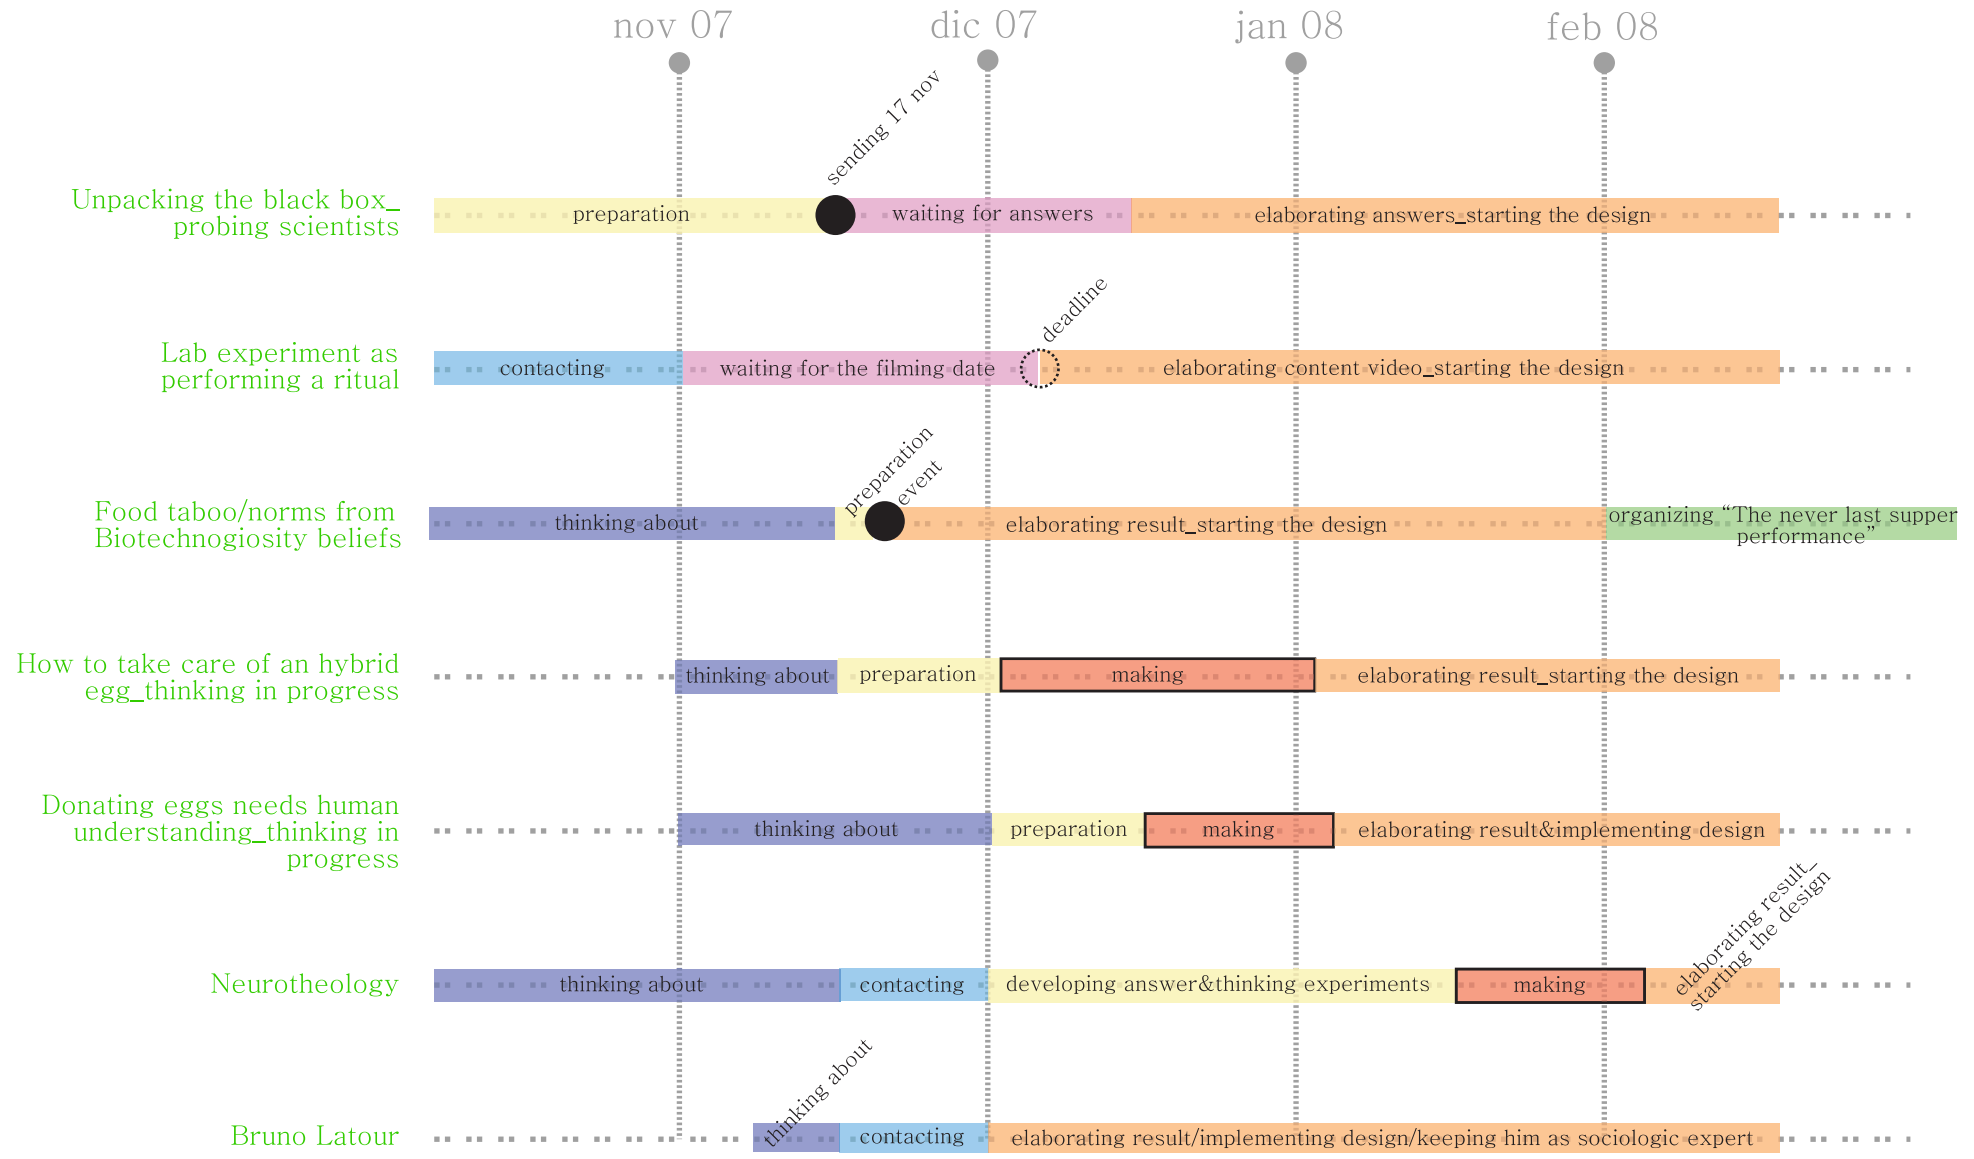 nov 07
dic 07
jan 08
feb 08
sending 17 nov
Unpacking the black box_
probing scientists
preparation
waiting for answers
elaborating answers_starting the design
deadline
Lab experiment as
performing a ritual
contacting
waiting for the filming date
elaborating content video_starting the design
preparation
event
Food taboo/norms from
Biotechnogiosity beliefs
thinking about
elaborating result_starting the design
organizing “The never last supper
performance”
How to take care of an hybrid
egg_thinking in progress
thinking about
preparation
making
elaborating result_starting the design
Donating eggs needs human
understanding_thinking in
progress
thinking about
preparation
making
elaborating result&implementing design
Neurotheology
thinking about
contacting
developing answer&thinking experiments
making
elaborating result_
starting the design
Bruno Latour
thinking about
contacting
elaborating result/implementing design/keeping him as sociologic expert